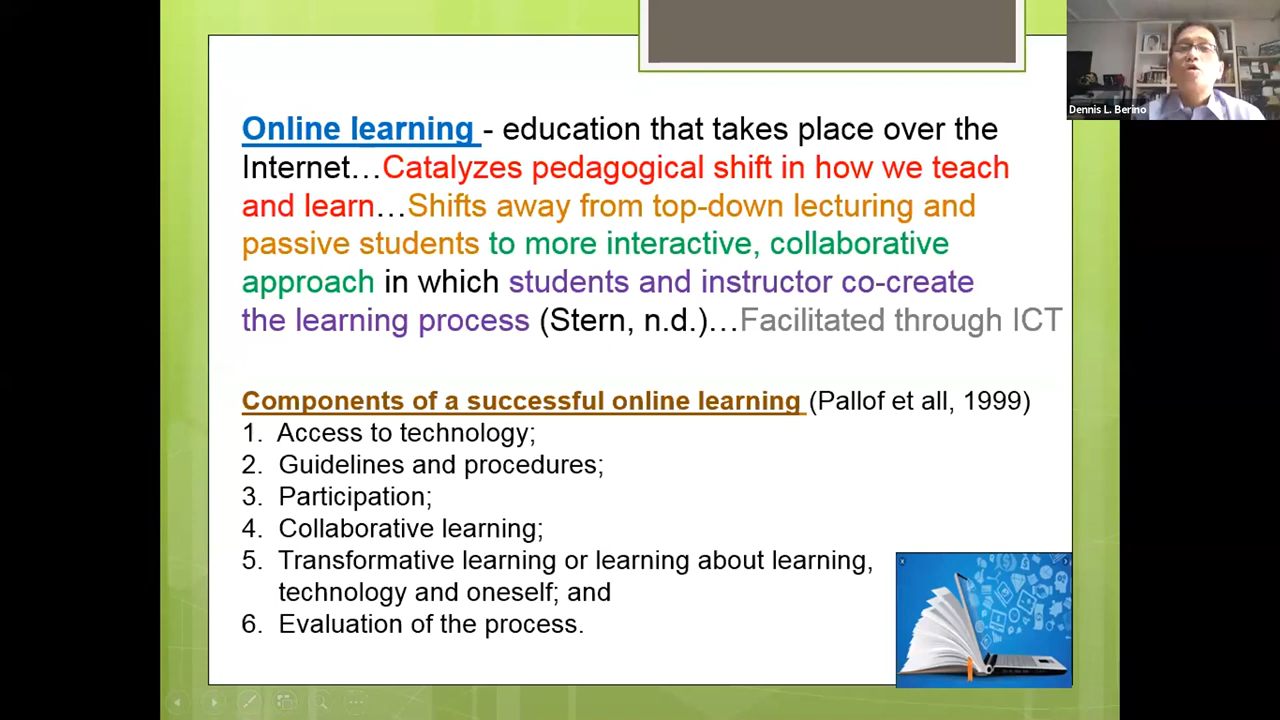 Online learning - education that takes place over the
Internet…Catalyzes pedagogical shift in how we teach
and learn…Shifts away from top-down lecturing and
passive students to more interactive, collaborative
approach in which students and instructor co-create
the learning process (Stern, n.d.)…Facilitated through ICT
Components of a successful online learning (Pallof et all, 1999)
1. Access to technology;
2. Guidelines and procedures;
3. Participation;
4. Collaborative learning;
5. Transformative learning or learning about learning,
technology and oneself; and
6. Evaluation of the process.
Dennis L. Berino